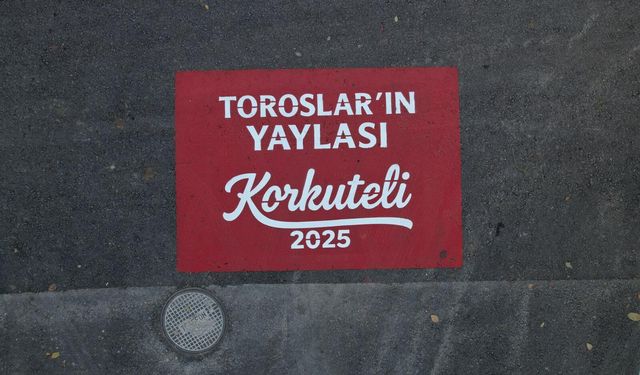 TOROSLAR'IN
YAYLASI
Korkuteli
2025